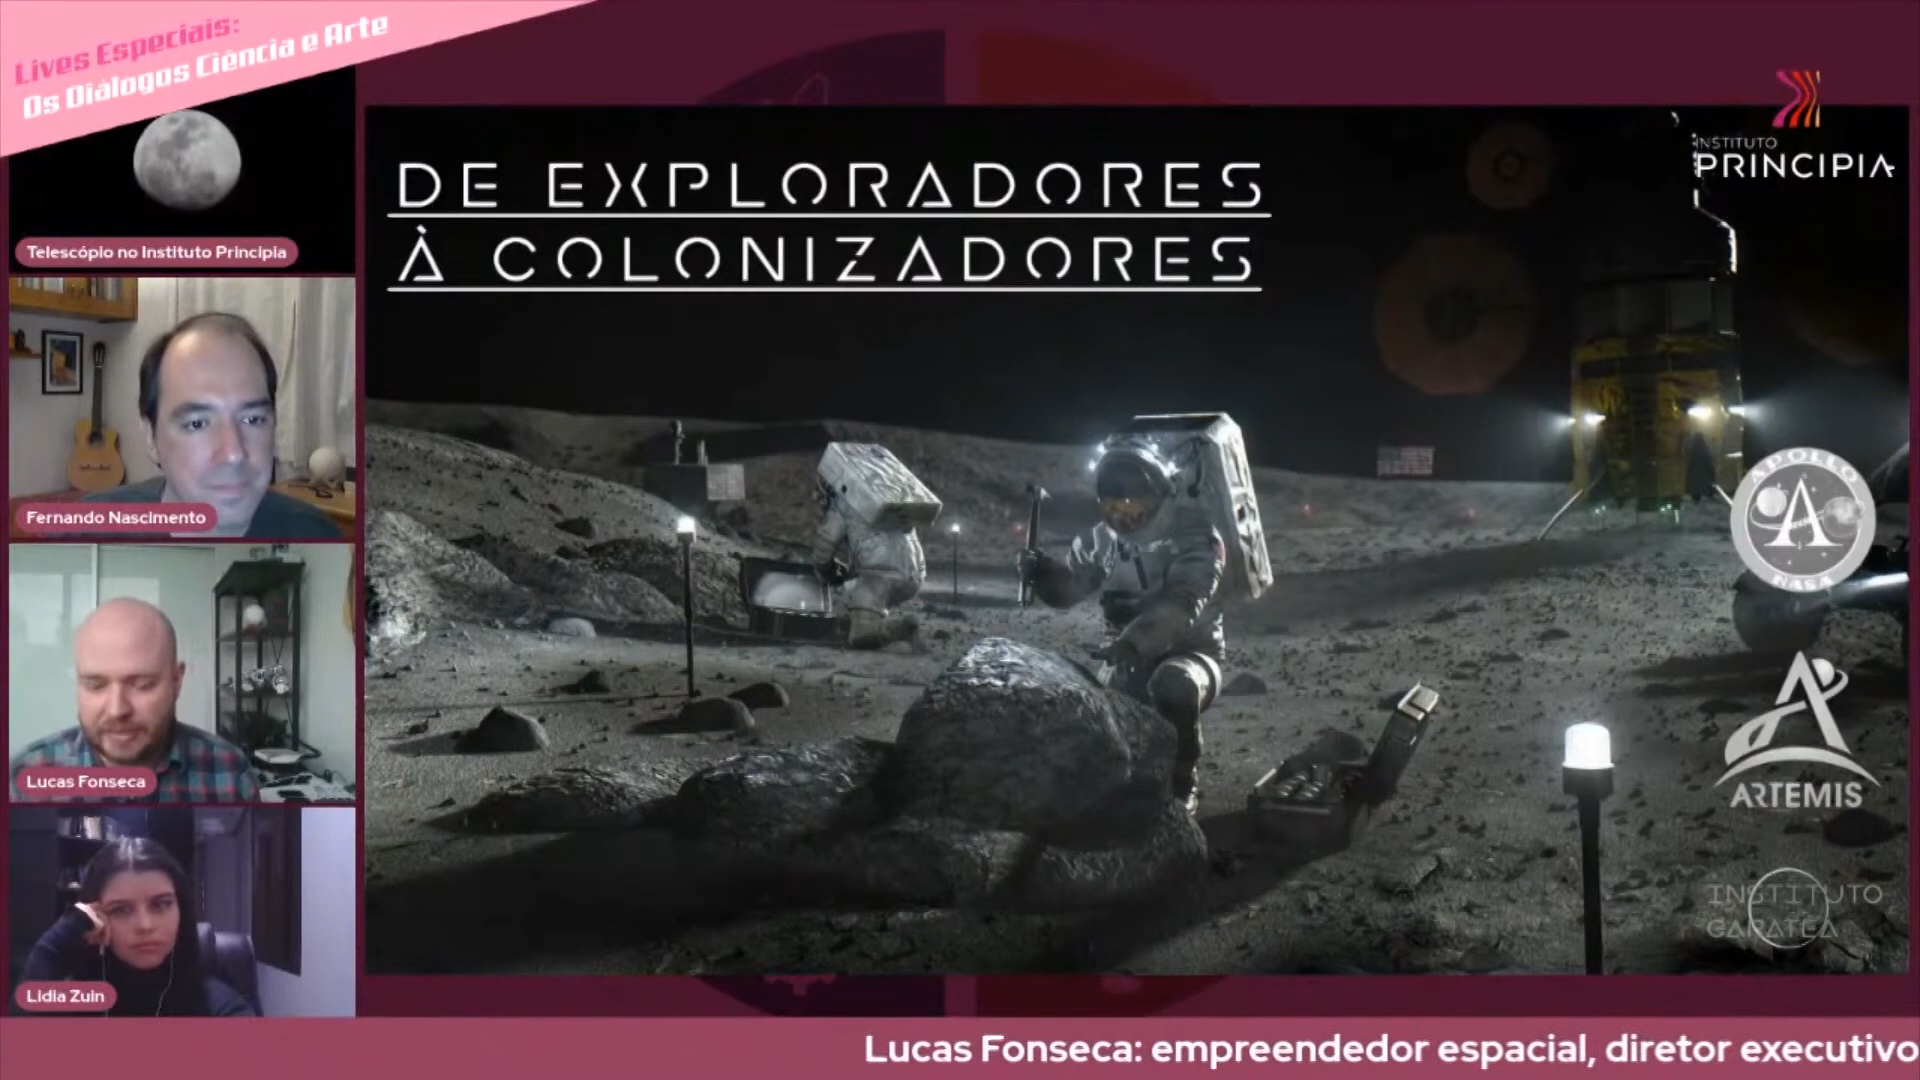 Lives Especiais:
Os Diálogos Ciência e Arte
Telescópio no Instituto Principia
Fernando Nascimento
Lucas Fonseca
Lidia Zuin
DE EXPLORADORES
À COLONIZADORES
INSTITUTO
PRINCIPIA
APOLLO
NASA
ARTEMIS
INSTITUTO
GARATÉA
Lucas Fonseca: empreendedor espacial, diretor executivo